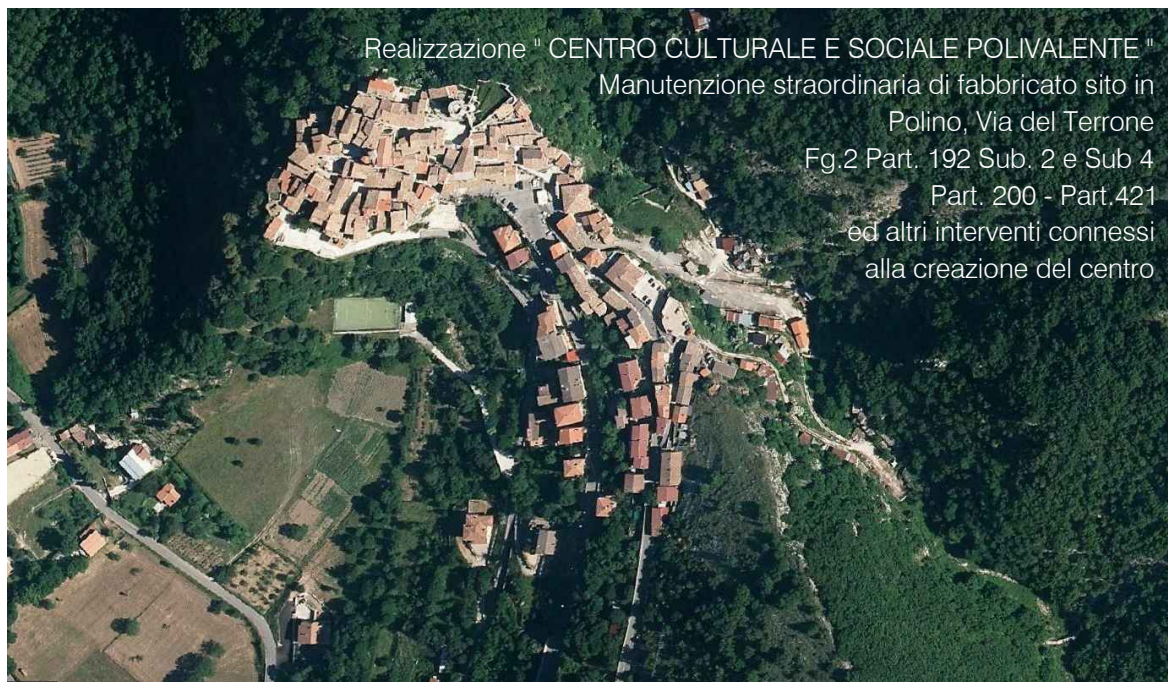 Realizzazione " CENTRO CULTURALE E SOCIALE POLIVALENTE "
Manutenzione straordinaria di fabbricato sito in
Polino, Via del Terrone
Fg.2 Part. 192 Sub. 2 e Sub 4
Part. 200 - Part.421
ed altri interventi connessi
alla creazione del centro